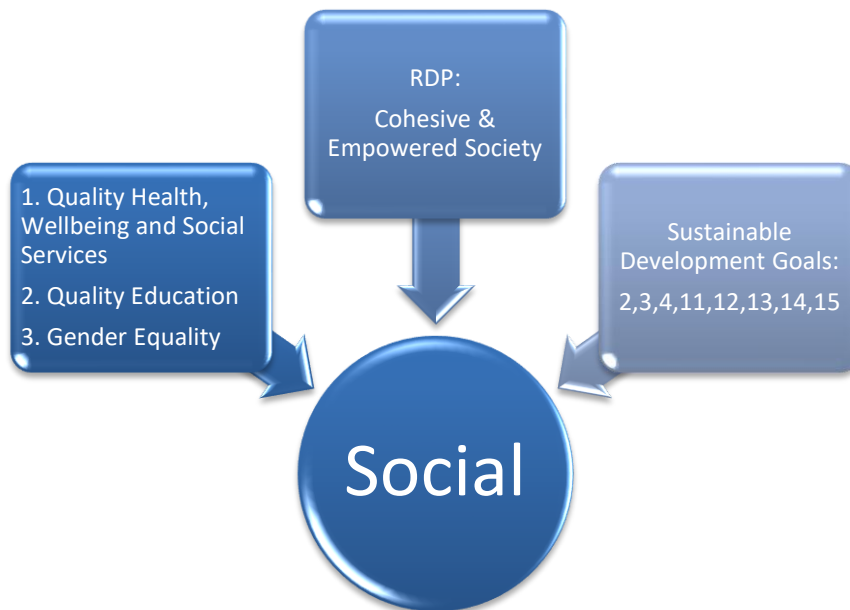 RDP:
Cohesive &
Empowered Society
1. Quality Health,
Wellbeing and Social
Services
2. Quality Education
3. Gender Equality
Sustainable
Development Goals:
2,3,4,11,12,13,14,15
Social